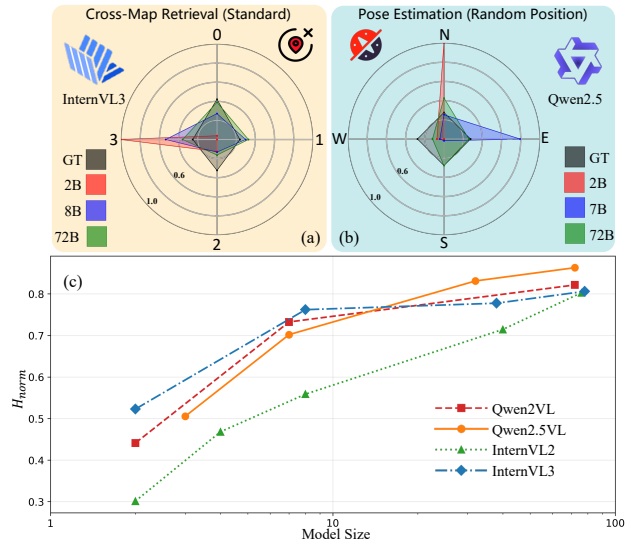 Cross-Map Retrieval (Standard)
0
InternVL3
3
1
0.6
1.0
2
GT
2B
8B
72B
(a)
Pose Estimation (Random Position)
N
Qwen2.5
W
E
S
0.6
1.0
GT
2B
7B
72B
(b)
(c)
0.8
0.7
0.6
0.5
0.4
0.3
H_norm
Qwen2VL
Qwen2.5VL
InternVL2
InternVL3
1
10
100
Model Size